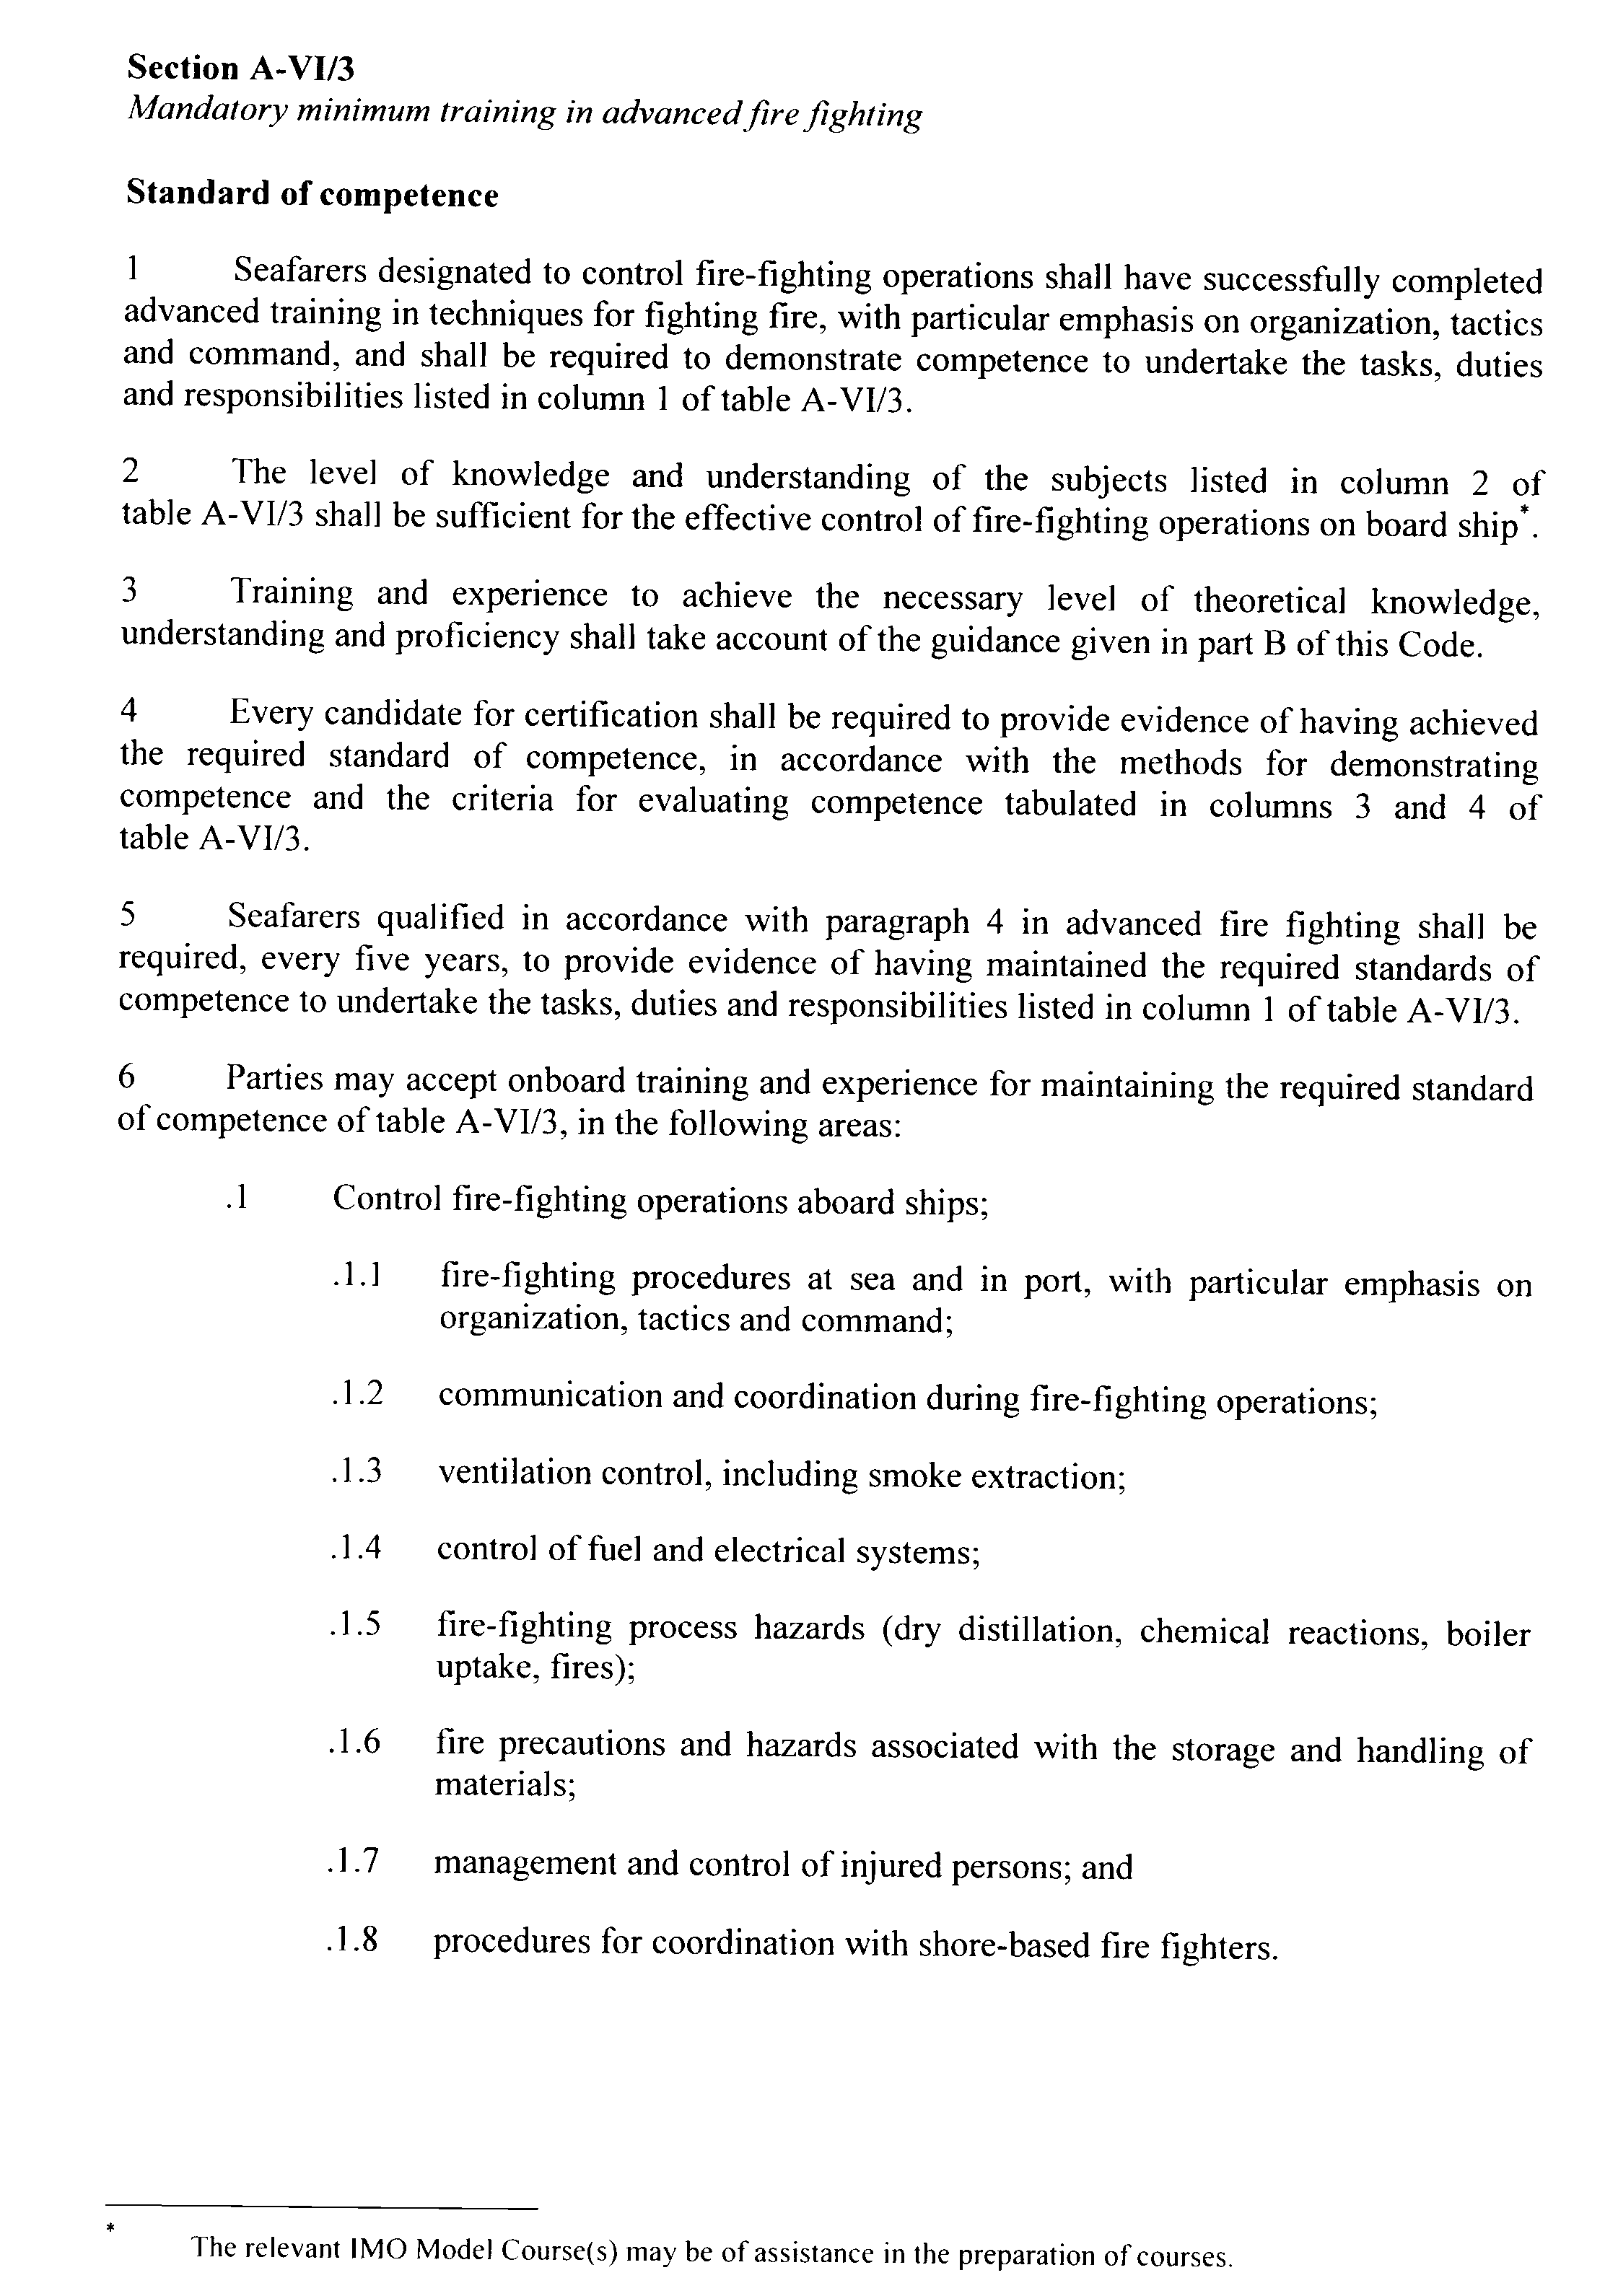 Section A-VI/3
Mandatory minimum training in advanced fire fighting
Standard of competence
1 Seafarers designated to control fire-fighting operations shall have successfully completed
advanced training in techniques for fighting fire, with particular emphasis on organization, tactics
and command, and shall be required to demonstrate competence to undertake the tasks, duties
and responsibilities listed in column 1 of table A-VI/3.
2 The level of knowledge and understanding of the subjects listed in column 2 of
table A-VI/3 shall be sufficient for the effective control of fire-fighting operations on board ship*.
3 Training and experience to achieve the necessary level of theoretical knowledge,
understanding and proficiency shall take account of the guidance given in part B of this Code.
4 Every candidate for certification shall be required to provide evidence of having achieved
the required standard of competence, in accordance with the methods for demonstrating
competence and the criteria for evaluating competence tabulated in columns 3 and 4 of
table A-VI/3.
5 Seafarers qualified in accordance with paragraph 4 in advanced fire fighting shall be
required, every five years, to provide evidence of having maintained the required standards of
competence to undertake the tasks, duties and responsibilities listed in column 1 of table A-VI/3.
6 Parties may accept onboard training and experience for maintaining the required standard
of competence of table A-VI/3, in the following areas:
.1 Control fire-fighting operations aboard ships;
.1.1 fire-fighting procedures at sea and in port, with particular emphasis on
organization, tactics and command;
.1.2 communication and coordination during fire-fighting operations;
.1.3 ventilation control, including smoke extraction;
.1.4 control of fuel and electrical systems;
.1.5 fire-fighting process hazards (dry distillation, chemical reactions, boiler
uptake, fires);
.1.6 fire precautions and hazards associated with the storage and handling of
materials;
.1.7 management and control of injured persons; and
.1.8 procedures for coordination with shore-based fire fighters.
* The relevant IMO Model Course(s) may be of assistance in the preparation of courses.